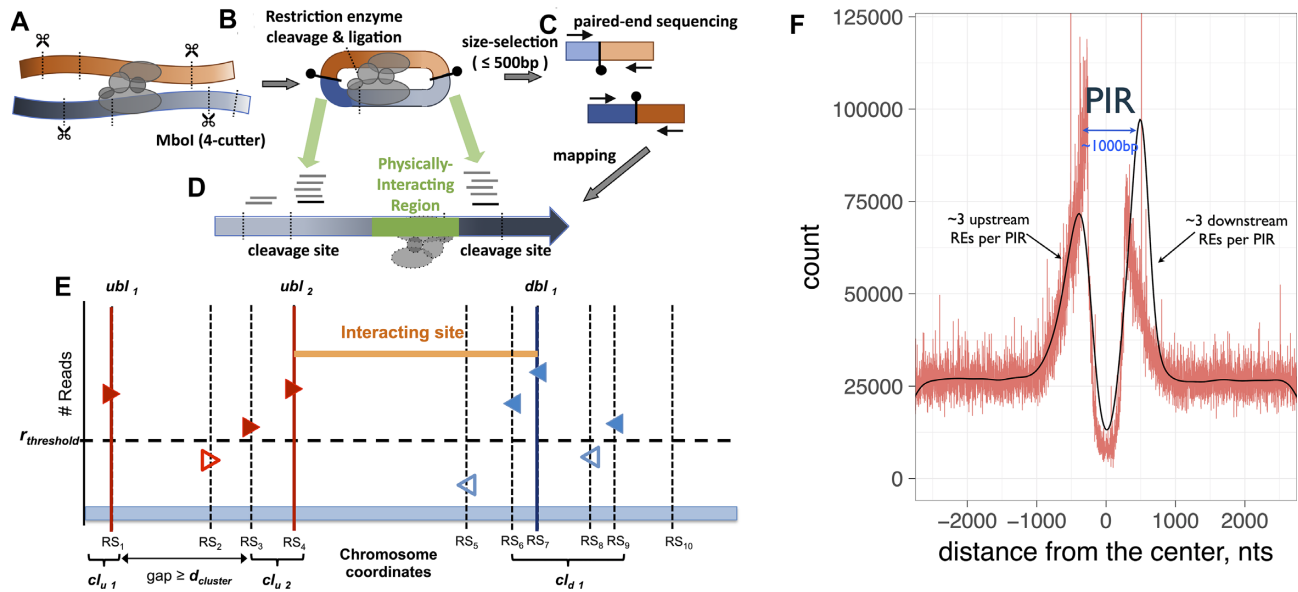 A
MboI (4-cutter)
B
Restriction enzyme
cleavage & ligation
size-selection
( ≤ 500bp )
C
paired-end sequencing
mapping
D
Physically-
Interacting
Region
cleavage site
cleavage site
E
ubl 1
ubl 2
dbl 1
Interacting site
# Reads
r threshold
RS1
RS2
RS3
RS4
RS5
RS6
RS7
RS8
RS9
RS10
cl u 1
gap ≥ d cluster
cl u 2
Chromosome
coordinates
cl d 1
F
125000
100000
75000
50000
25000
0
count
PIR
~1000bp
~3 upstream
REs per PIR
~3 downstream
REs per PIR
−2000
−1000
0
1000
2000
distance from the center, nts